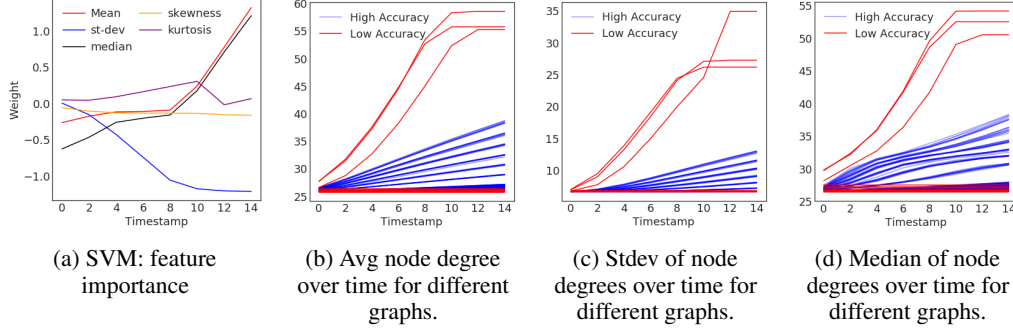 Mean
st-dev
median
skewness
kurtosis
1.0
0.5
0.0
−0.5
−1.0
Weight
0 2 4 6 8 10 12 14
Timestamp
(a) SVM: feature
importance
High Accuracy
Low Accuracy
60
55
50
45
40
35
30
25
0 2 4 6 8 10 12 14
Timestamp
(b) Avg node degree
over time for different
graphs.
High Accuracy
Low Accuracy
35
30
25
20
15
10
5
0 2 4 6 8 10 12 14
Timestamp
(c) Stdev of node
degrees over time for
different graphs.
High Accuracy
Low Accuracy
55
50
45
40
35
30
25
0 2 4 6 8 10 12 14
Timestamp
(d) Median of node
degrees over time for
different graphs.